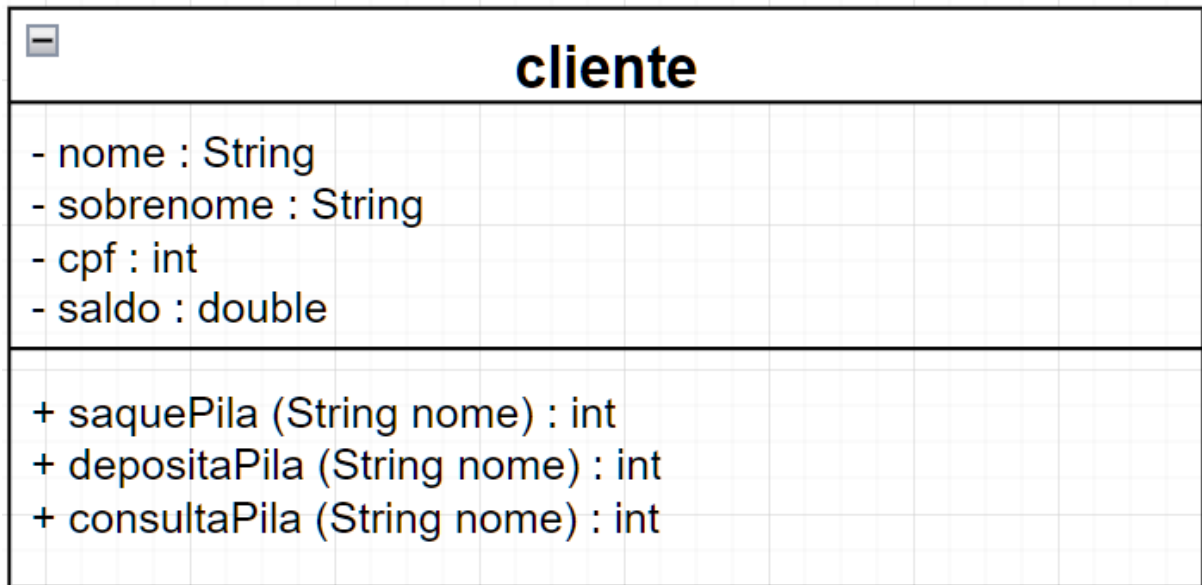 cliente
- nome : String
- sobrenome : String
- cpf : int
- saldo : double
+ saquePila (String nome) : int
+ depositaPila (String nome) : int
+ consultaPila (String nome) : int